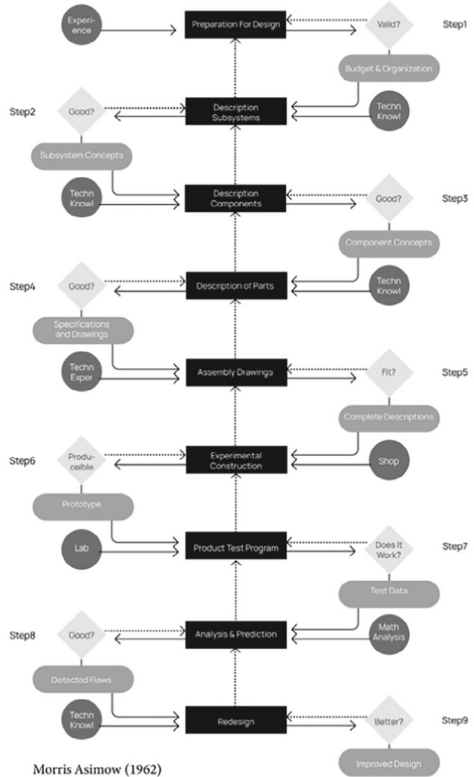 Experi-
ence
Preparation For Design
Valid?
Step1
Budget & Organization
Step2
Good?
Description
Subsystems
Techn
Knowl
Subsystem Concepts
Techn
Knowl
Description
Components
Good?
Step3
Component Concepts
Step4
Good?
Description of Parts
Techn
Knowl
Specifications
and Drawings
Techn
Exper
Assembly Drawings
Fit?
Step5
Complete Descriptions
Step6
Produ-
ceible
Experimental
Construction
Shop
Prototype
Lab
Product Test Program
Does It
Work?
Step7
Test Data
Step8
Good?
Analysis & Prediction
Math
Analysis
Detected Flaws
Techn
Knowl
Redesign
Better?
Step9
Improved Design
Morris Asimow (1962)